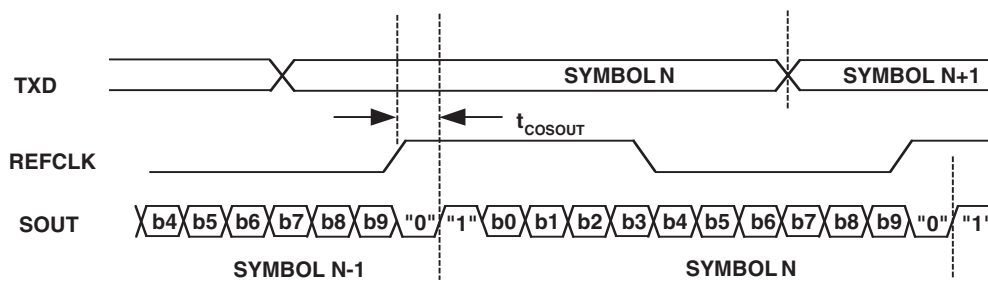 TXD SYMBOL N SYMBOL N+1
tCOSOUT
REFCLK
SOUT b4 b5 b6 b7 b8 b9 "0" "1" b0 b1 b2 b3 b4 b5 b6 b7 b8 b9 "0" "1"
SYMBOL N-1 SYMBOL N